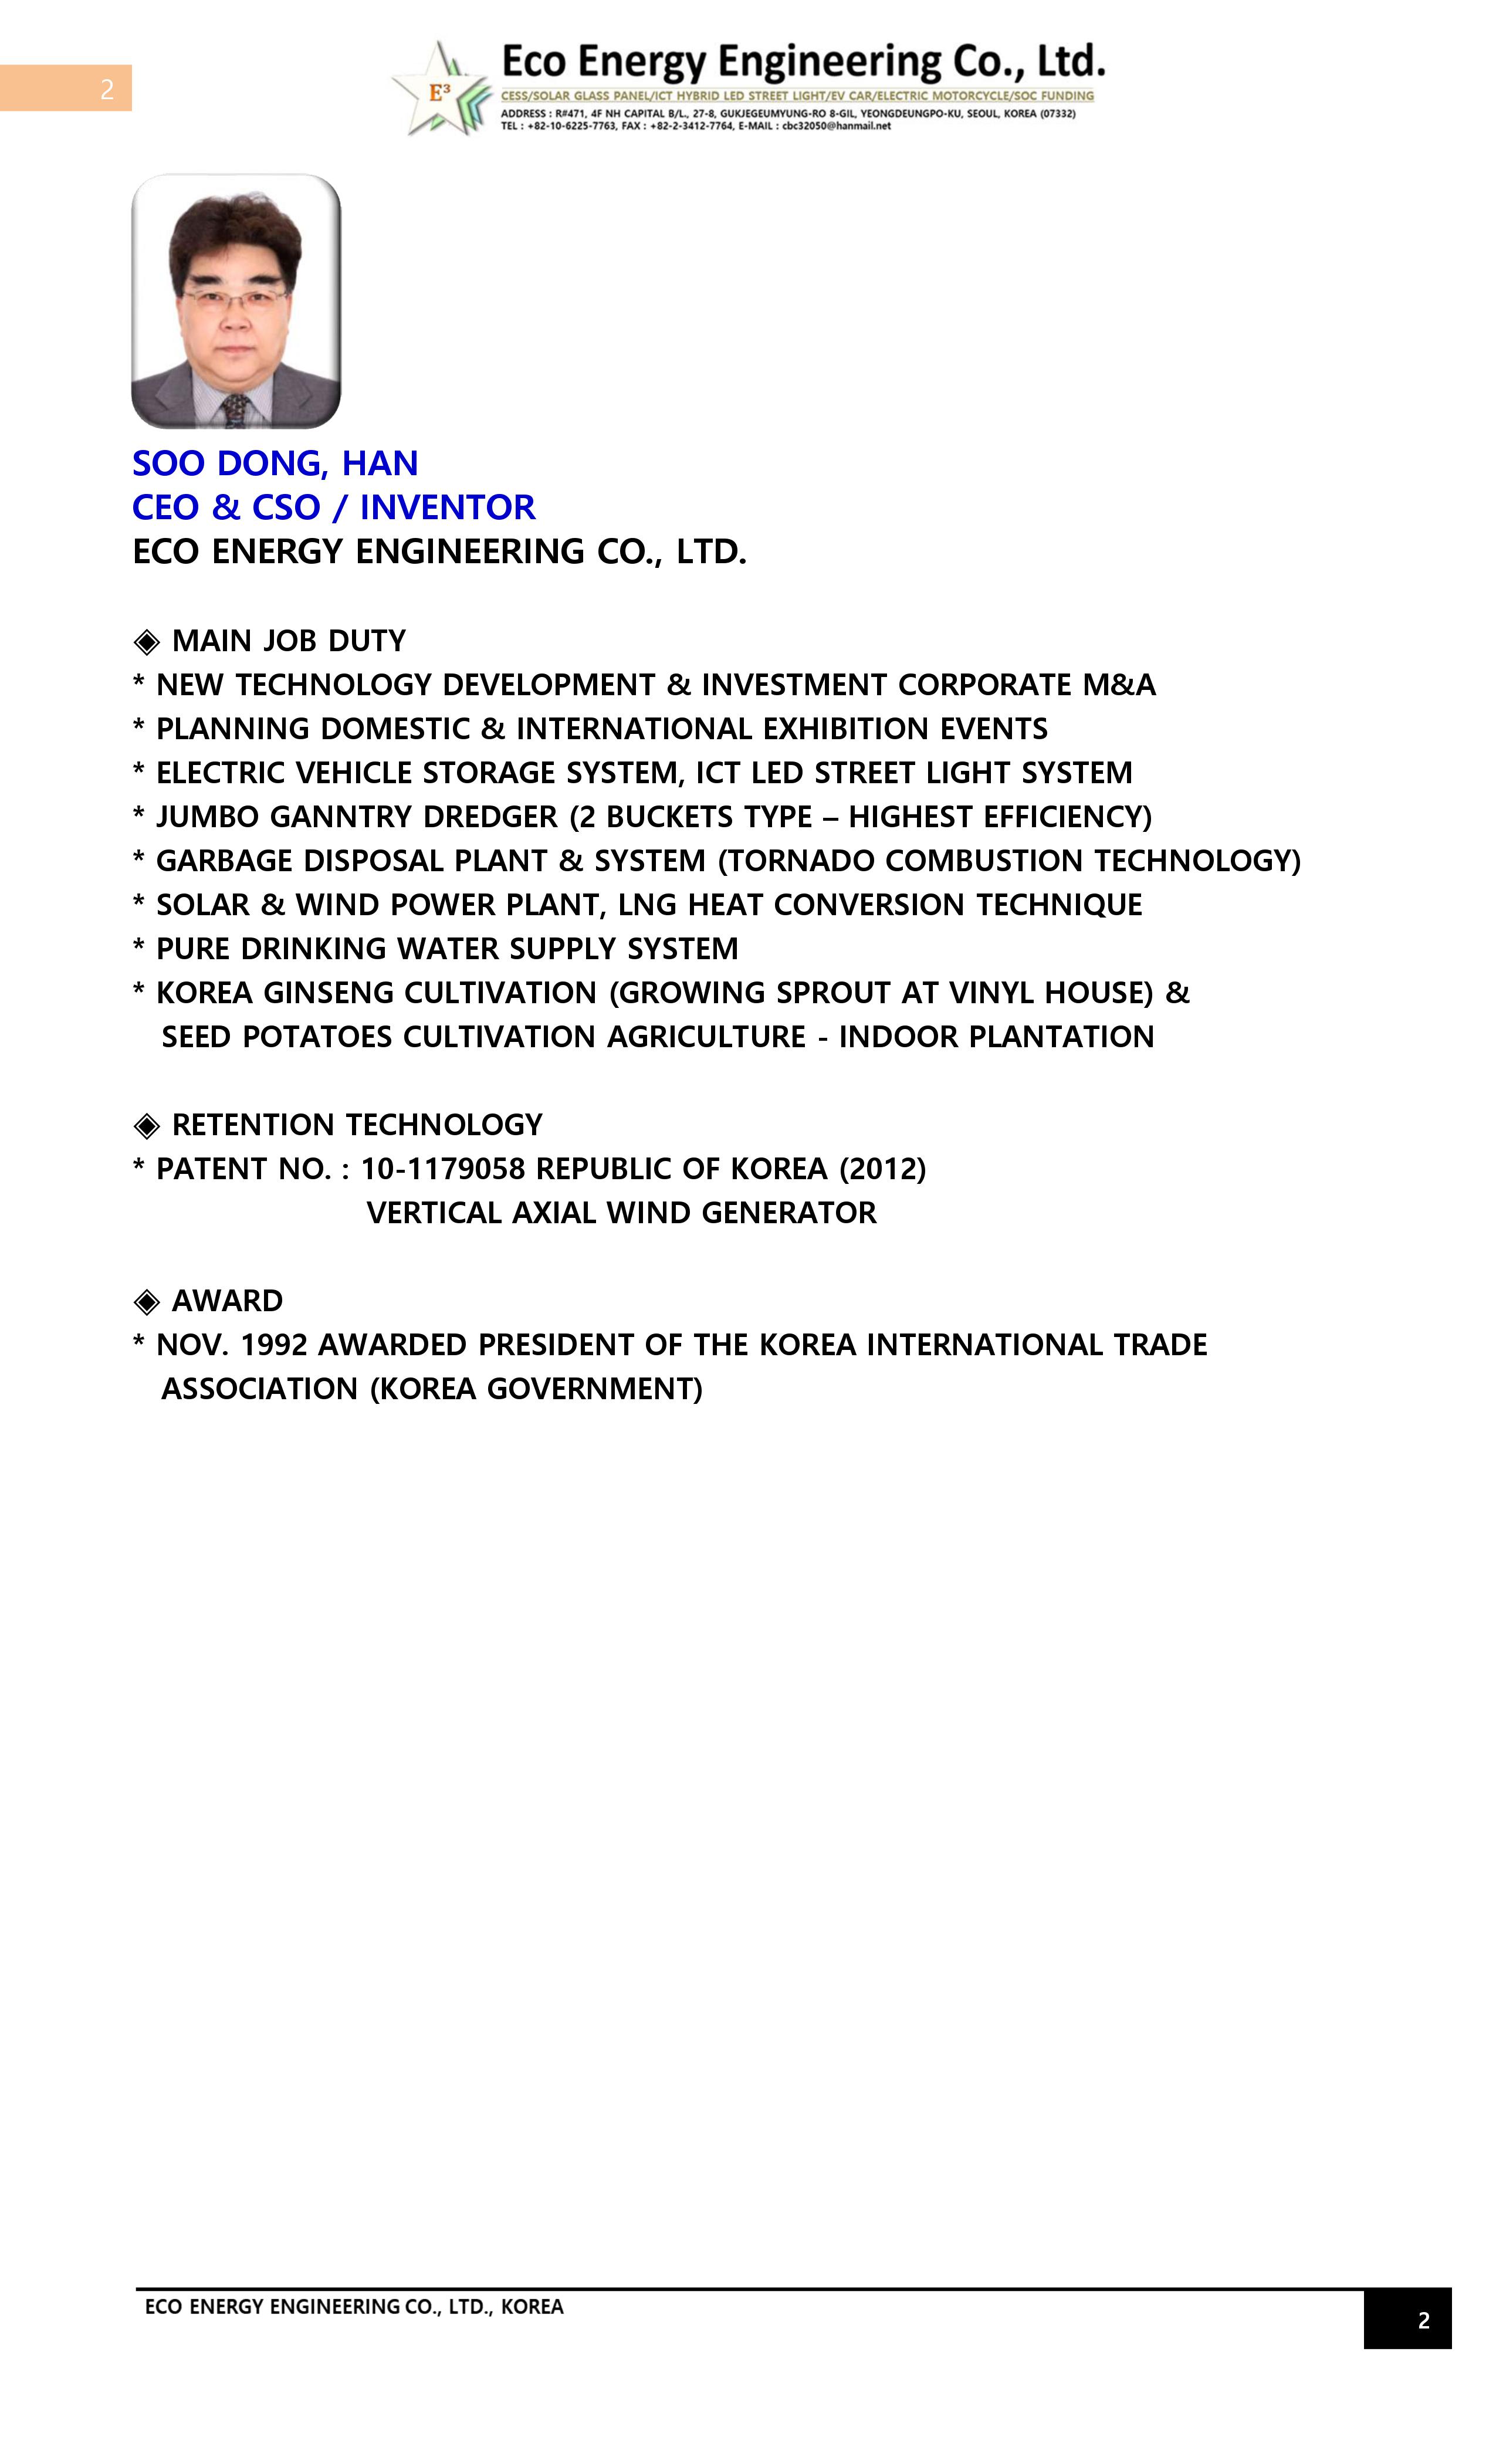 2
Eco Energy Engineering Co., Ltd.
E³
CESS/SOLAR GLASS PANEL/ICT HYBRID LED STREET LIGHT/EV CAR/ELECTRIC MOTORCYCLE/SOC FUNDING
ADDRESS : R#471, 4F NH CAPITAL B/L, 27-8, GUKJEGEUMYUNG-RO 8-GIL, YEONGDEUNGPO-KU, SEOUL, KOREA (07332)
TEL : +82-10-6225-7763, FAX : +82-2-3412-7764, E-MAIL : cbc32050@hanmail.net
SOO DONG, HAN
CEO & CSO / INVENTOR
ECO ENERGY ENGINEERING CO., LTD.
◈ MAIN JOB DUTY
* NEW TECHNOLOGY DEVELOPMENT & INVESTMENT CORPORATE M&A
* PLANNING DOMESTIC & INTERNATIONAL EXHIBITION EVENTS
* ELECTRIC VEHICLE STORAGE SYSTEM, ICT LED STREET LIGHT SYSTEM
* JUMBO GANNTRY DREDGER (2 BUCKETS TYPE – HIGHEST EFFICIENCY)
* GARBAGE DISPOSAL PLANT & SYSTEM (TORNADO COMBUSTION TECHNOLOGY)
* SOLAR & WIND POWER PLANT, LNG HEAT CONVERSION TECHNIQUE
* PURE DRINKING WATER SUPPLY SYSTEM
* KOREA GINSENG CULTIVATION (GROWING SPROUT AT VINYL HOUSE) &
SEED POTATOES CULTIVATION AGRICULTURE - INDOOR PLANTATION
◈ RETENTION TECHNOLOGY
* PATENT NO. : 10-1179058 REPUBLIC OF KOREA (2012)
VERTICAL AXIAL WIND GENERATOR
◈ AWARD
* NOV. 1992 AWARDED PRESIDENT OF THE KOREA INTERNATIONAL TRADE
ASSOCIATION (KOREA GOVERNMENT)
ECO ENERGY ENGINEERING CO., LTD., KOREA
2